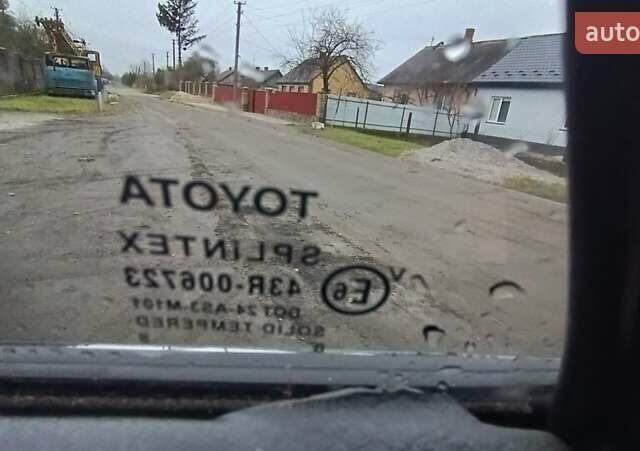 auto
TOYOTA
SPLINTEX
E6 43R-006723
DOT 24-AS3-M101
SOLID TEMPERED